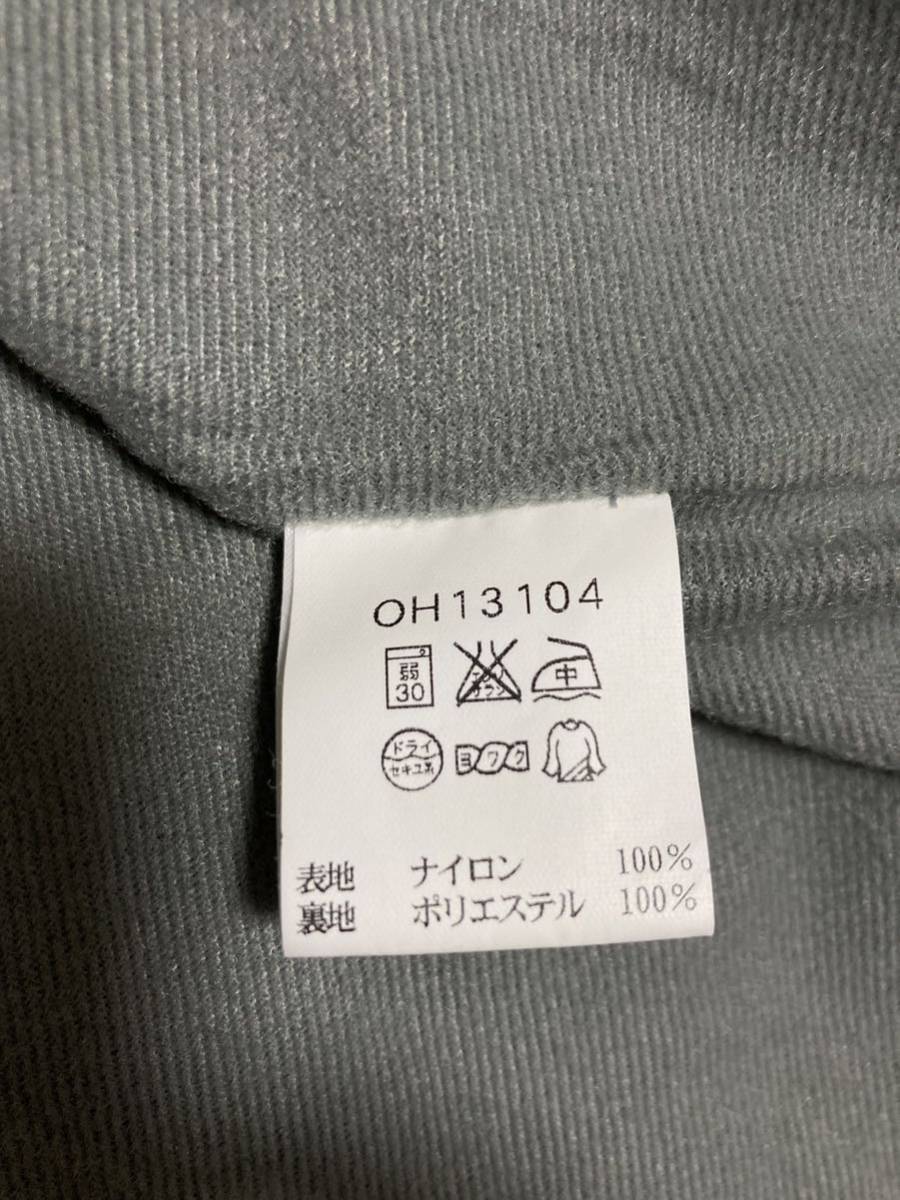 OH13104
弱 エンソ 中
30 サラシ
ドライ ヨワク
セキユ系
表地 ナイロン 100%
裏地 ポリエステル 100%